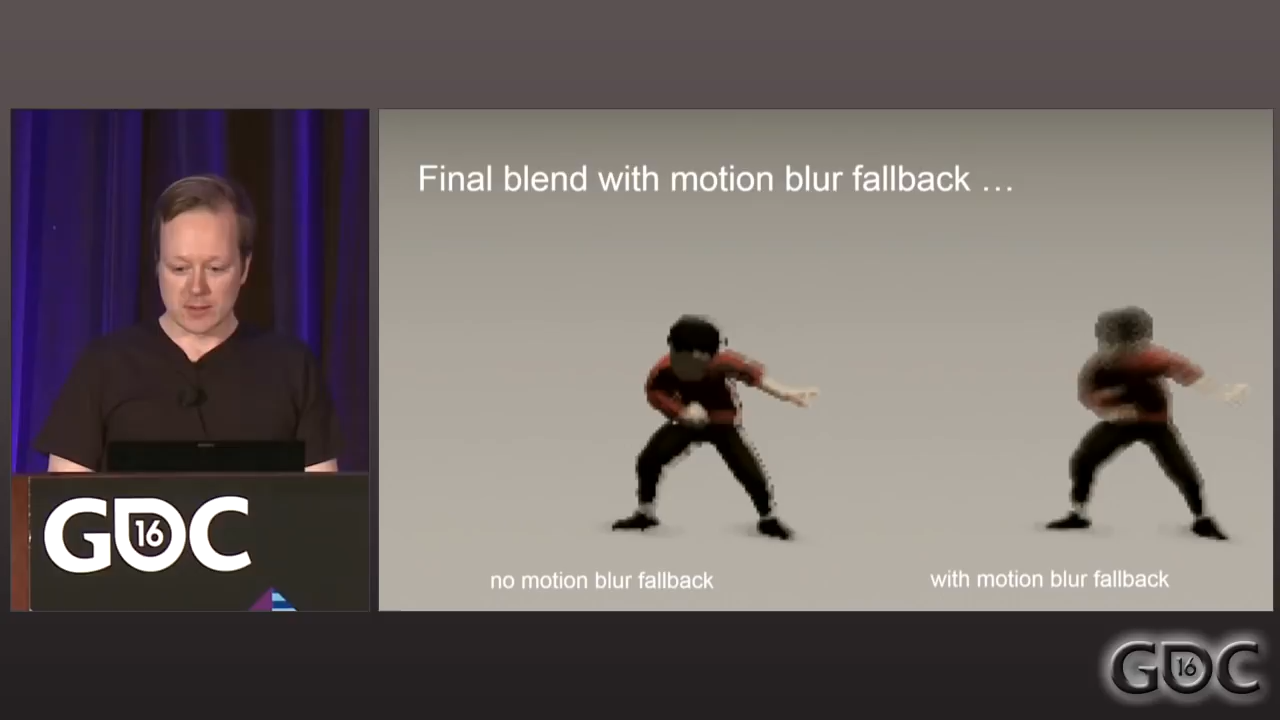 Final blend with motion blur fallback …
no motion blur fallback
with motion blur fallback
GDC
16
GDC
16